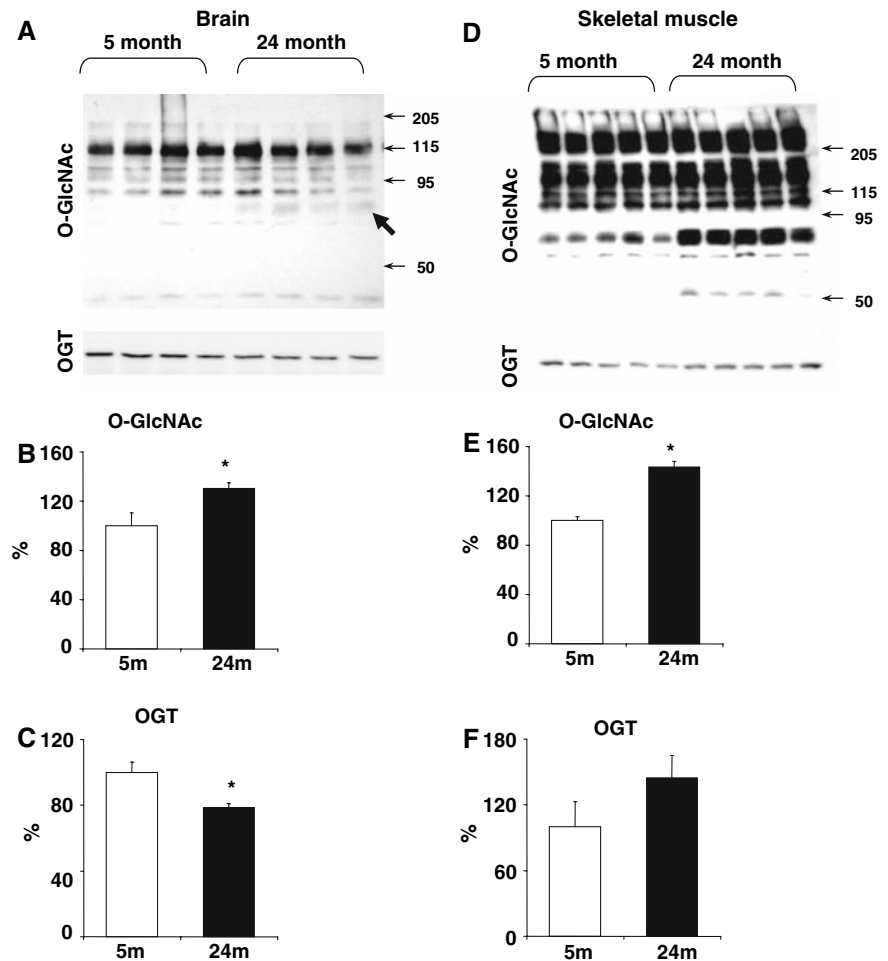 A
Brain
5 month
24 month
O-GlcNAc
205
115
95
50
OGT
D
Skeletal muscle
5 month
24 month
O-GlcNAc
205
115
95
50
OGT
B
O-GlcNAc
160
120
80
40
0
%
*
5m
24m
E
O-GlcNAc
160
120
80
40
0
%
*
5m
24m
C
OGT
120
80
40
0
%
*
5m
24m
F
OGT
180
120
60
0
%
5m
24m